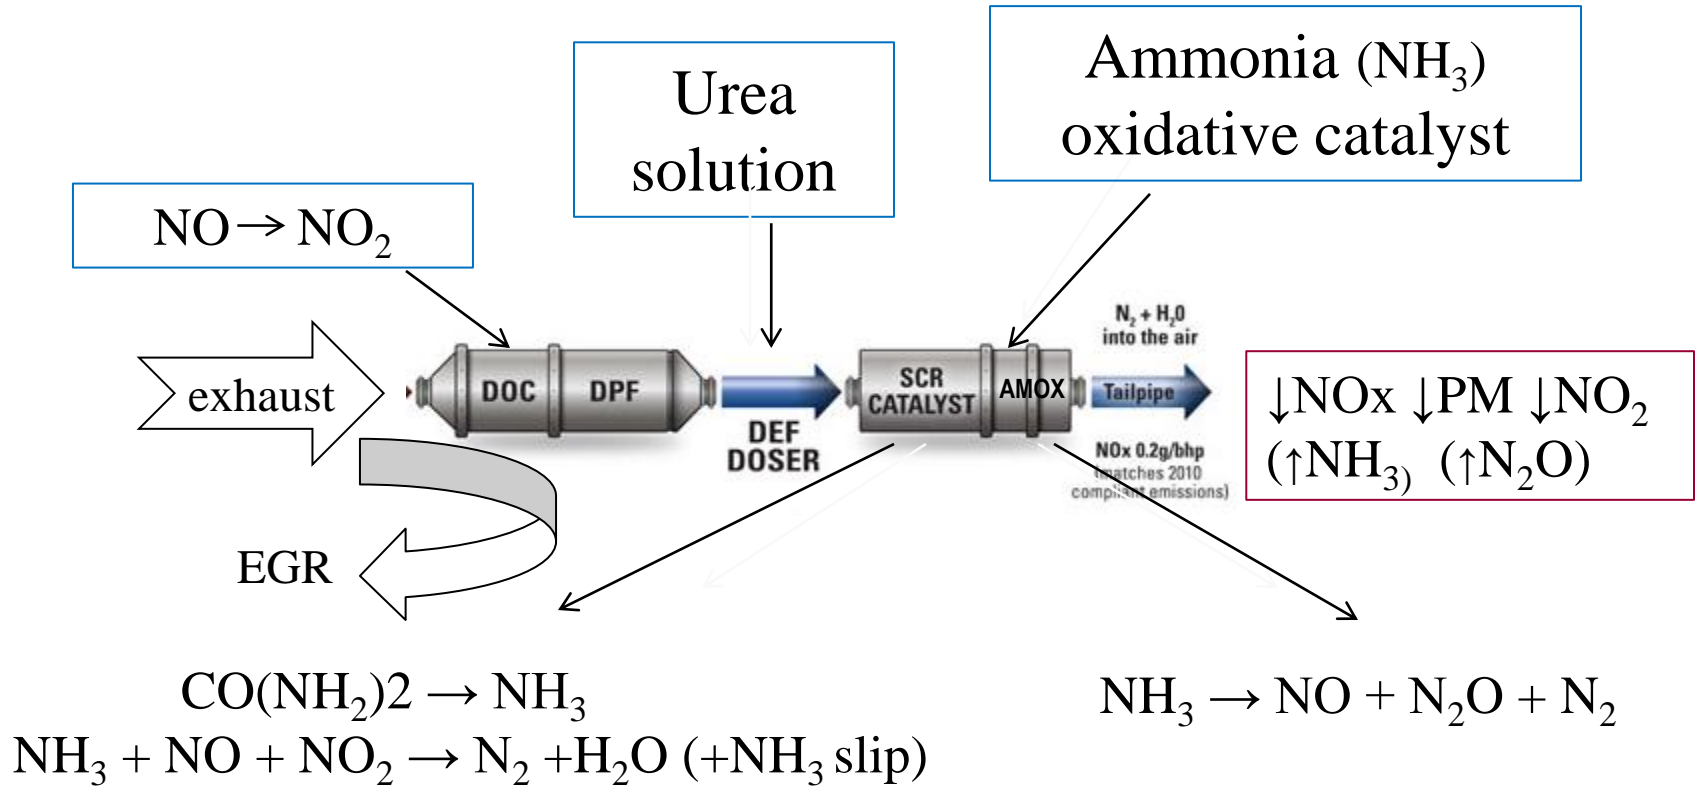 Ammonia (NH₃)
oxidative catalyst
Urea
solution
NO→NO₂
exhaust
DOC
DPF
DEF
DOSER
SCR
CATALYST
AMOX
N₂ + H₂0
into the air
Tailpipe
NOx 0.2g/bhp
(matches 2010
compliant emissions)
↓NOx ↓PM ↓NO₂
(↑NH₃₎ (↑N₂O)
EGR
CO(NH₂)2 → NH₃
NH₃ + NO + NO₂ → N₂ +H₂O (+NH₃ slip)
NH₃ → NO + N₂O + N₂